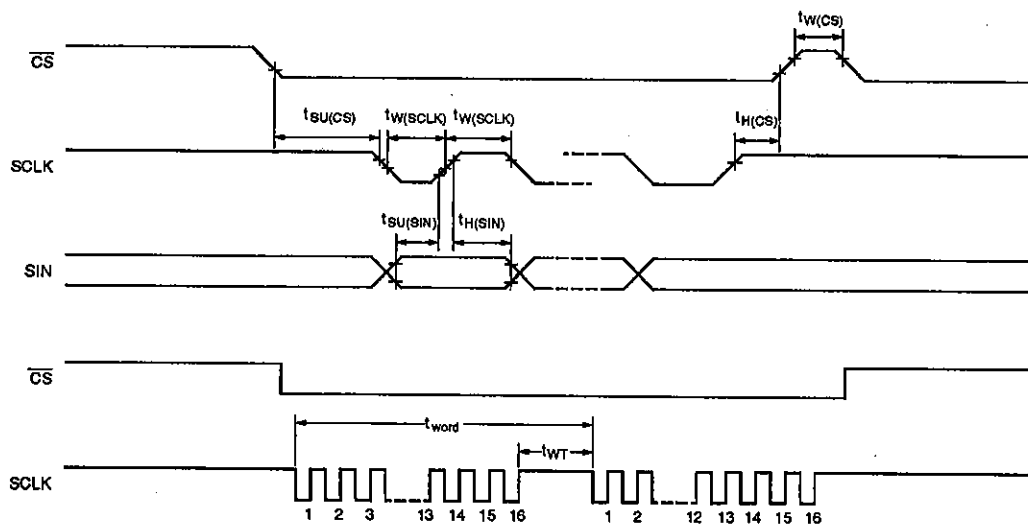 tW(CS)
CS
tSU(CS) tW(SCLK) tW(SCLK) tH(CS)
SCLK
tSU(SIN) tH(SIN)
SIN
CS
tword
tWT
SCLK
1 2 3 13 14 15 16 1 2 12 13 14 15 16